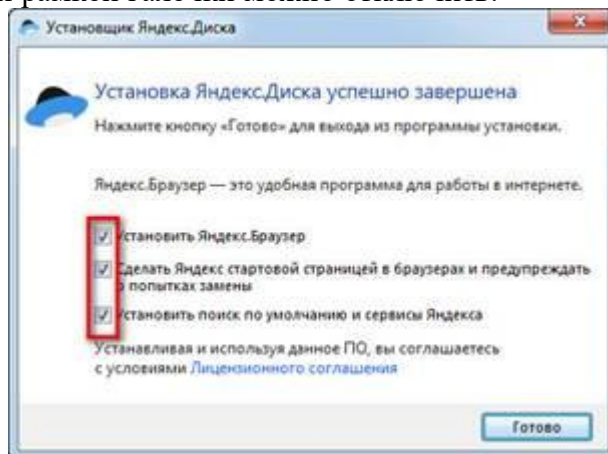 Установщик Яндекс.Диска
Установка Яндекс.Диска успешно завершена
Нажмите кнопку «Готово» для выхода из программы установки.
Яндекс.Браузер — это удобная программа для работы в интернете.
Установить Яндекс.Браузер
Сделать Яндекс стартовой страницей в браузерах и предупреждать
о попытках замены
Установить поиск по умолчанию и сервисы Яндекса
Устанавливая и используя данное ПО, вы соглашаетесь
с условиями Лицензионного соглашения
Готово